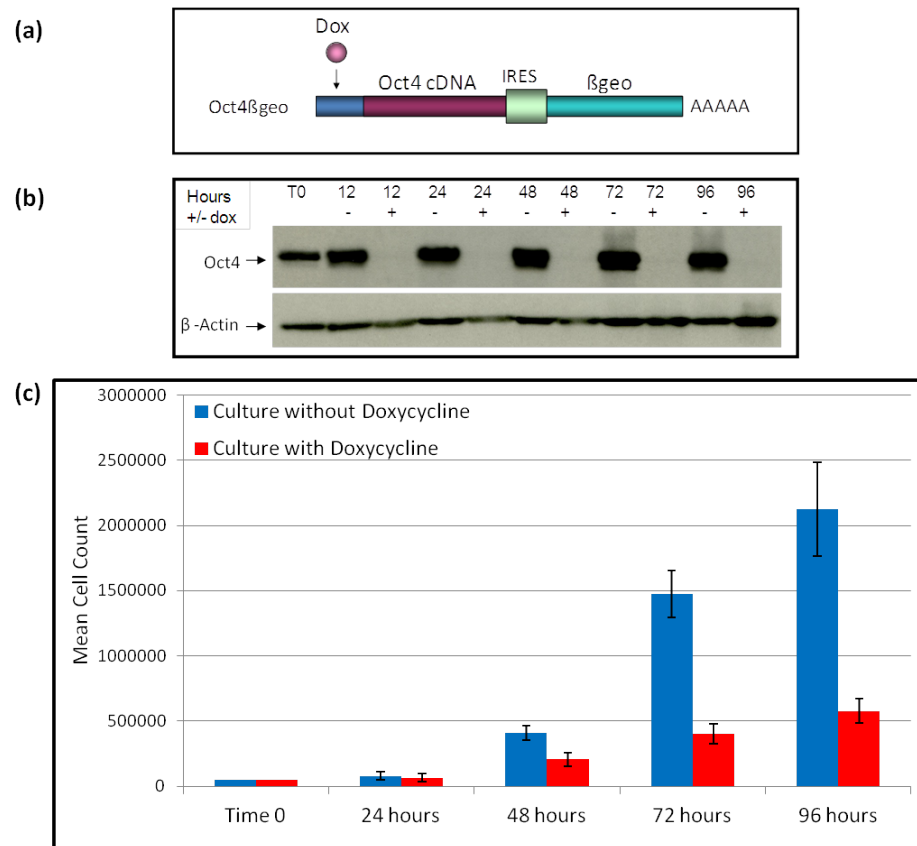 (a)
Dox
Oct4 cDNA
IRES
ßgeo
Oct4ßgeo
AAAAA
(b)
Hours T0 12 12 24 24 48 48 72 72 96 96
+/- dox - + - + - + - + - +
Oct4
β -Actin
(c)
3000000
Culture without Doxycycline
2500000
Culture with Doxycycline
2000000
1500000
1000000
500000
0
Mean Cell Count
Time 0 24 hours 48 hours 72 hours 96 hours